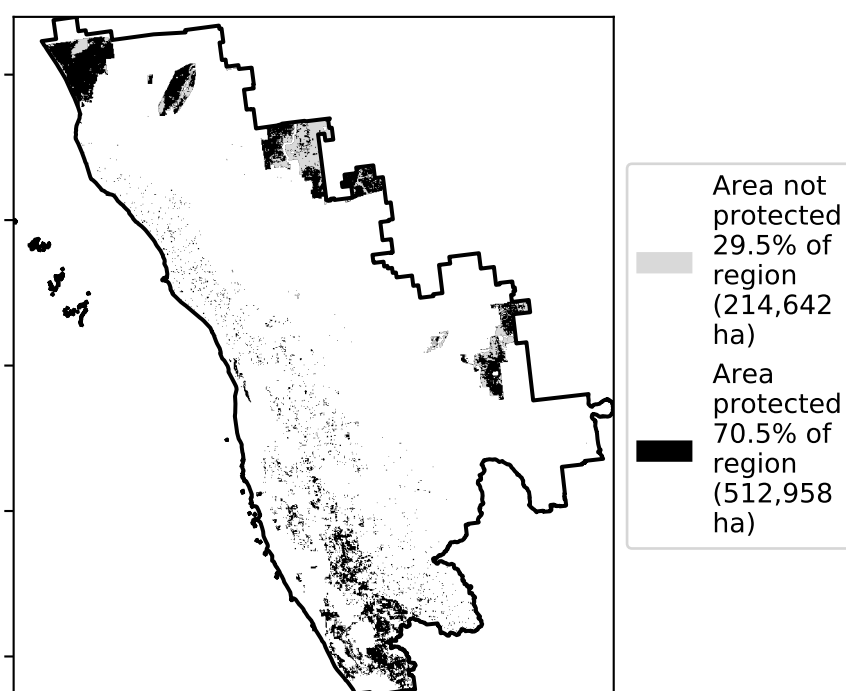 Area not
protected
29.5% of
region
(214,642
ha)
Area
protected
70.5% of
region
(512,958
ha)